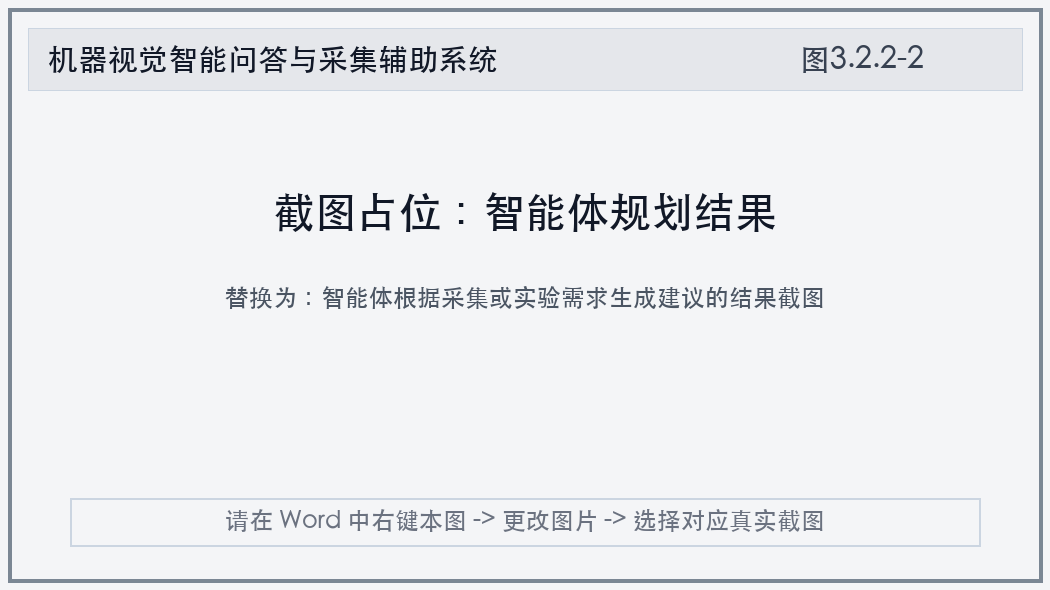 机器视觉智能问答与采集辅助系统
图3.2.2-2
截图占位：智能体规划结果
替换为：智能体根据采集或实验需求生成建议的结果截图
请在 Word 中右键本图 -> 更改图片 -> 选择对应真实截图